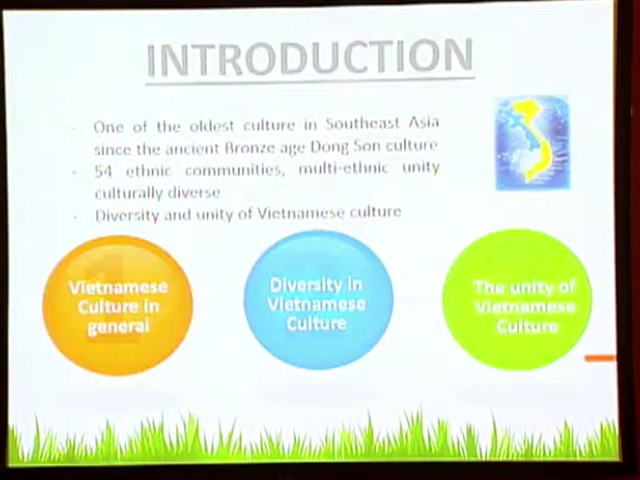 INTRODUCTION
- One of the oldest culture in Southeast Asia
since the ancient Bronze age Dong Son culture
- 54 ethnic communities, multi-ethnic unity
culturally diverse
- Diversity and unity of Vietnamese culture
Vietnamese
Culture in
general
Diversity in
Vietnamese
Culture
The unity of
Vietnamese
Culture